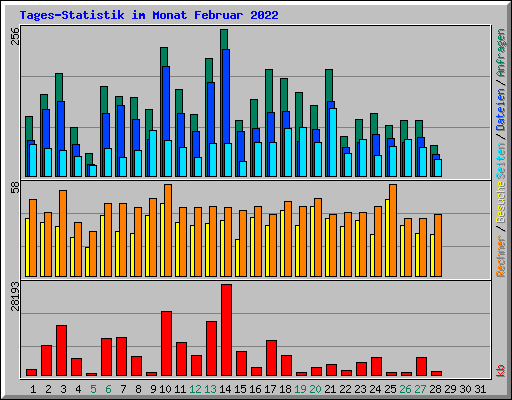 Tages-Statistik im Monat Februar 2022
256
58
28193
Rechner / Besuche Seiten / Dateien / Anfragen
kb
1 2 3 4 5 6 7 8 9 10 11 12 13 14 15 16 17 18 19 20 21 22 23 24 25 26 27 28 29 30 31